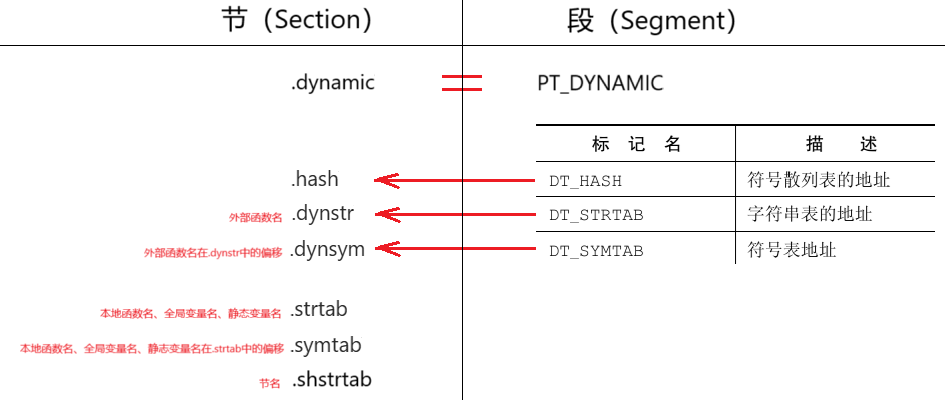 节（Section） 段（Segment）
.dynamic PT_DYNAMIC
标 记 名 描 述
.hash DT_HASH 符号散列表的地址
外部函数名 .dynstr DT_STRTAB 字符串表的地址
外部函数名在.dynstr中的偏移 .dynsym DT_SYMTAB 符号表地址
本地函数名、全局变量名、静态变量名 .strtab
本地函数名、全局变量名、静志变量名在.strtab中的偏移 .symtab
节名 .shstrtab